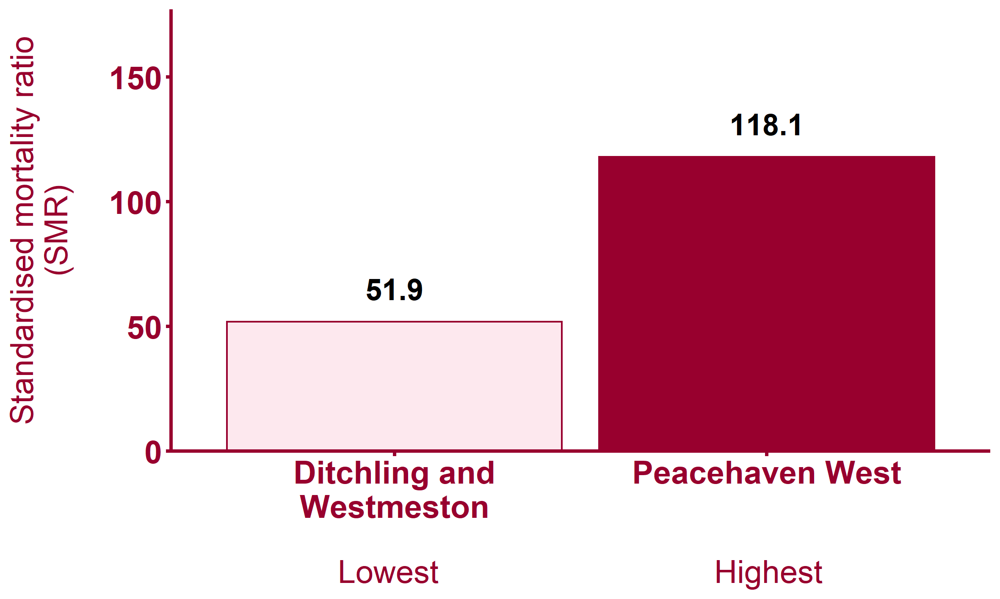 Standardised mortality ratio
(SMR)
150
100
50
0
51.9
118.1
Ditchling and
Westmeston
Peacehaven West
Lowest
Highest